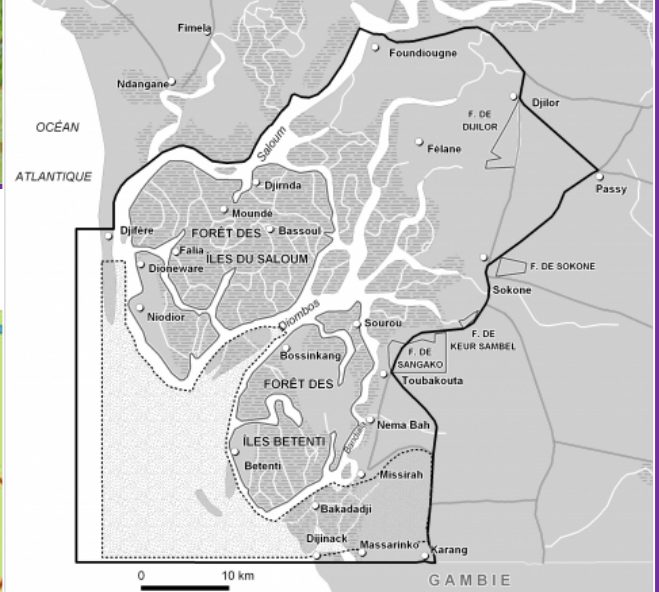 Fimela
Foundiougne
Ndangane
Djilor
F. DE
DIJILOR
OCÉAN
ATLANTIQUE
Saloum
Félane
Passy
Djirnda
Moundé
Djifère
FORÊT DES
Bassoul
Falia
ÎLES DU SALOUM
Dioneware
F. DE SOKONE
Sokone
Niodior
Diombos
Sourou
F. DE
KEUR SAMBEL
Bossinkang
F. DE
SANGAKO
Toubakouta
FORÊT DES
Nema Bah
Bandiala
ÎLES BETENTI
Betenti
Missirah
Bakadadji
Dijinack
Massarinko
Karang
0 10 km
GAMBIE